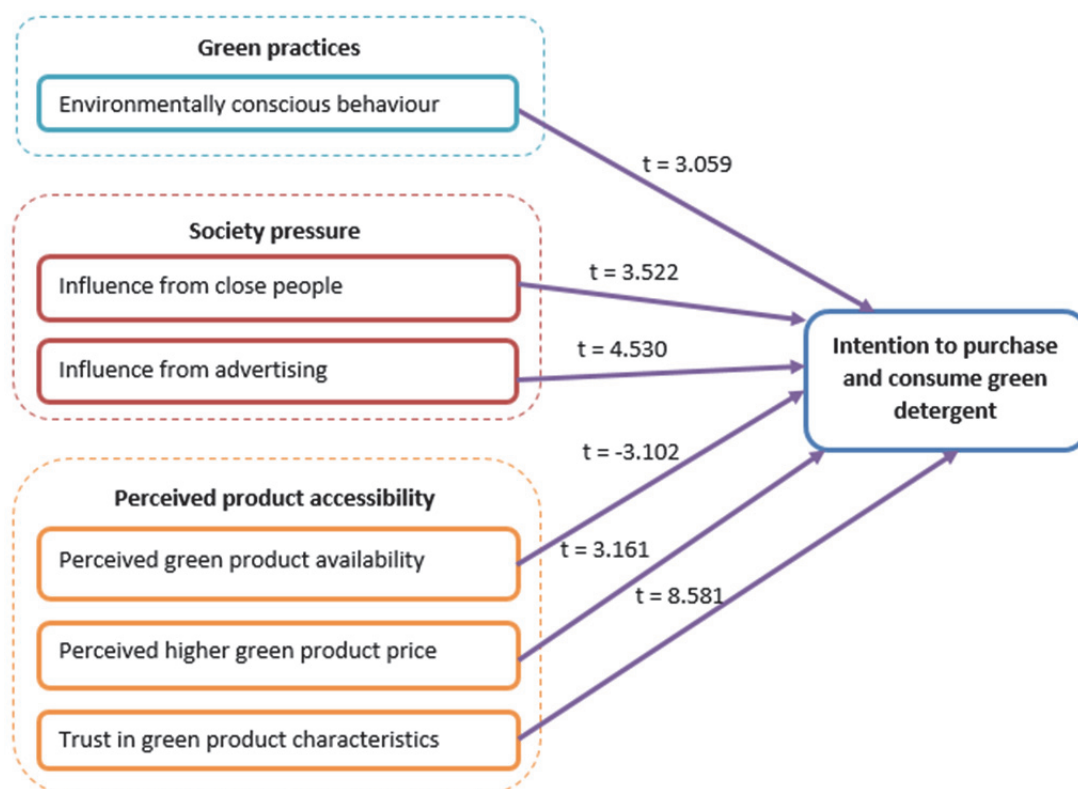 Green practices
Environmentally conscious behaviour
t = 3.059
Society pressure
Influence from close people
t = 3.522
Influence from advertising
t = 4.530
Intention to purchase
and consume green
detergent
t = -3.102
Perceived product accessibility
Perceived green product availability
t = 3.161
t = 8.581
Perceived higher green product price
Trust in green product characteristics